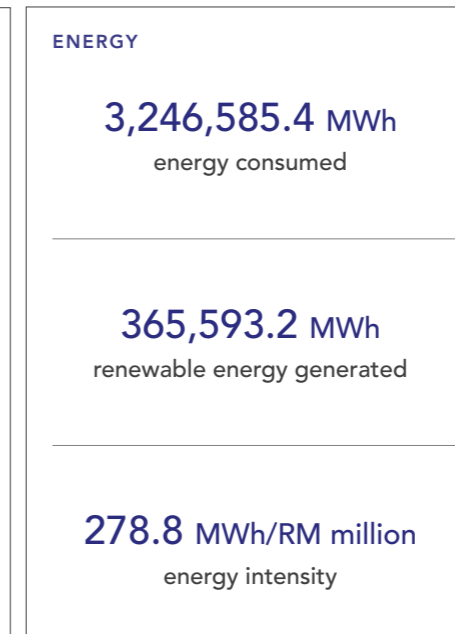 ENERGY
3,246,585.4 MWh
energy consumed
365,593.2 MWh
renewable energy generated
278.8 MWh/RM million
energy intensity